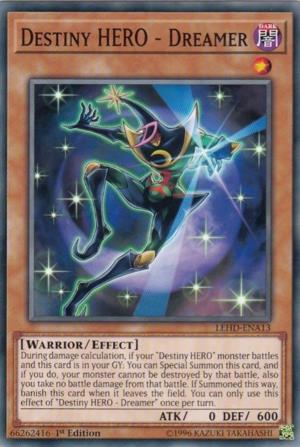 DESTINY HERO - DREAMER
DARK
闇
LEHD-ENA13
[WARRIOR/EFFECT]
During damage calculation, if your "Destiny HERO" monster battles
and this card is in your GY: You can Special Summon this card, and
if you do, your monster cannot be destroyed by that battle, also
you take no damage from that battle. If Summoned this way,
banish this card when it leaves the field. You can only use this
effect of "Destiny HERO - Dreamer" once per turn.
ATK/ 0 DEF/ 600
66262416 1st Edition ©1996 KAZUKI TAKAHASHI